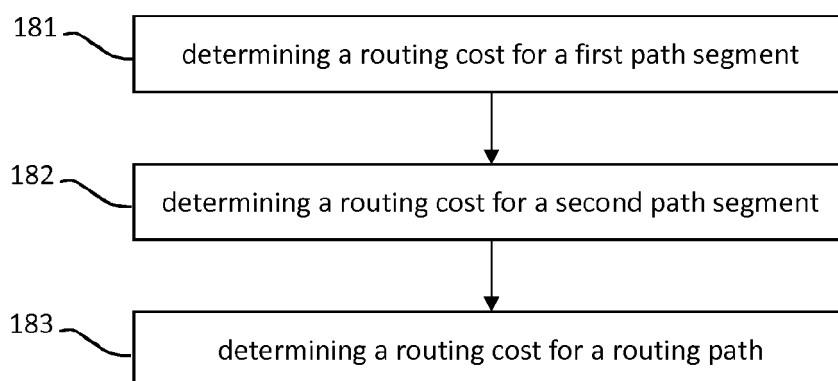 181
determining a routing cost for a first path segment
182
determining a routing cost for a second path segment
183
determining a routing cost for a routing path